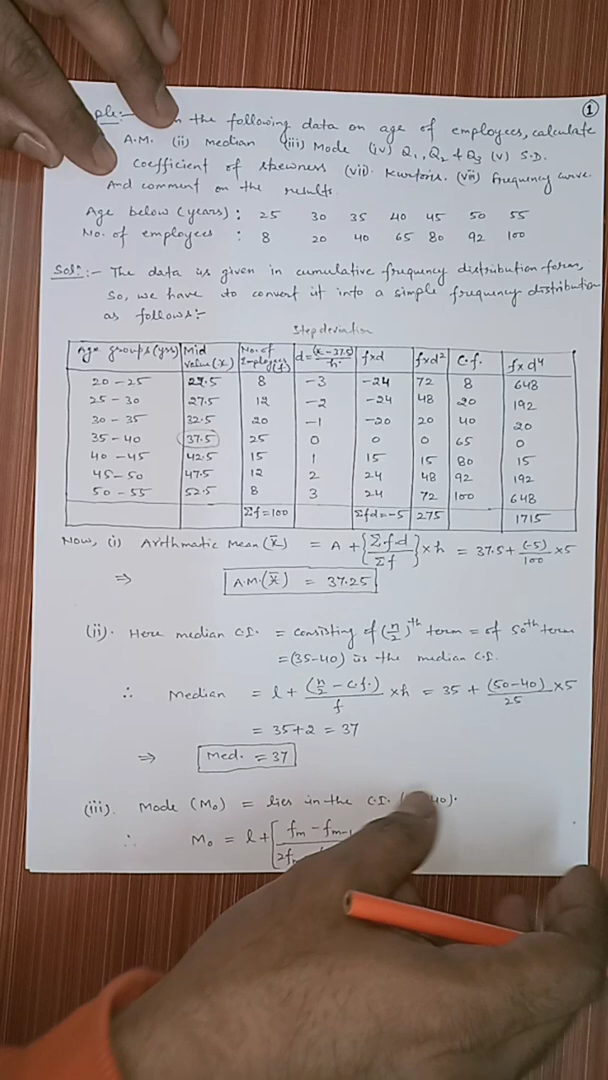 ①
ple:- n the following data on age of employees, calculate
A.M. (ii) Median (iii) Mode (iv) Q1, Q2 & Q3 (v) S.D.
Coefficient of skewness (vii). Kurtosis. (vii) Frequency curve.
And comment on the results
Age below (years) : 25 30 35 40 45 50 55
No. of employees : 8 20 40 65 80 92 100
Solⁿ:- The data is given in cumulative frequency distribution form,
So, we have to convert it into a simple frequency distribution
as follows:-
Step deviation
Age groups (yrs) Mid value (x) No. of Employees (f) d = (x-37.5)/h f×d f×d² C.f. f×d⁴
20-25 22.5 8 -3 -24 72 8 648
25-30 27.5 12 -2 -24 48 20 192
30-35 32.5 20 -1 -20 20 40 20
35-40 37.5 25 0 0 0 65 0
40-45 42.5 15 1 15 15 80 15
45-50 47.5 12 2 24 48 92 192
50-55 52.5 8 3 24 72 100 648
Σf=100 Σfd=-5 275 1715
Now, (i) Arithmatic Mean (x̄) = A + {Σfd/Σf} × h = 37.5 + (-5)/100 × 5
⇒ A.M.(x̄) = 37.25
(ii). Here median C.I. = consisting of (n/2)th term = of 50th term
= (35-40) is the median C.I.
∴ Median = l + (n/2 - C.f.)/f × h = 35 + (50-40)/25 × 5
= 35+2 = 37
⇒ Med. = 37
(iii). Mode (Mo) = lies in the C.I. 40).
∴ Mo = l + [fm - fm-1 / 2fm